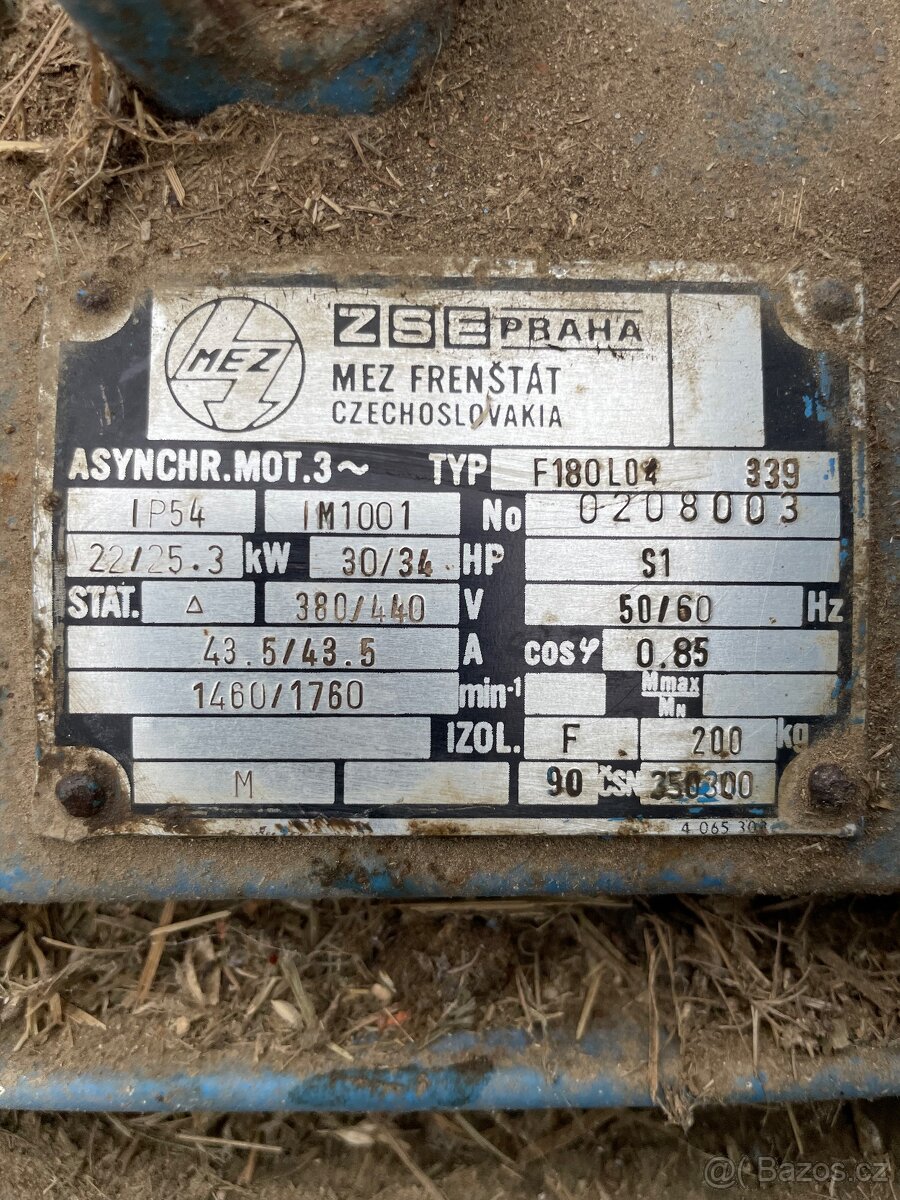 MEZ
ZSE PRAHA
MEZ FRENŠTÁT
CZECHOSLOVAKIA
ASYNCHR.MOT.3~ TYP F180L04 339
IP54 IM1001 No 0208003
22/25.3 kW 30/34 HP S1
STAT. △ 380/440 V 50/60 Hz
43.5/43.5 A cosφ 0.85
1460/1760 min-1 Mmax
MN
IZOL. F 200 kg
M 90 ČSN 350300
4 065
@( Bazos.cz